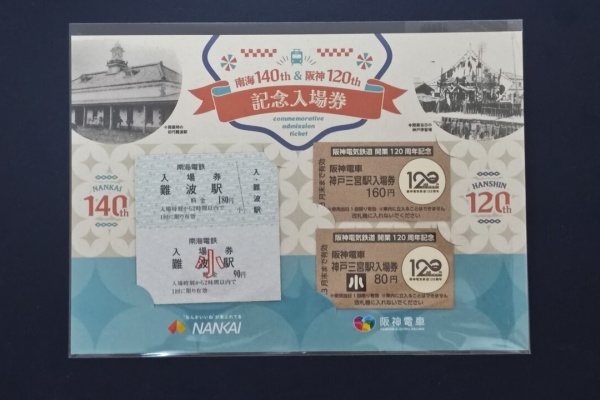 南海140th & 阪神120th
記念入場券
commemorative
admission
ticket
NANKAI
140th
HANSHIN
120th
南海電鉄
入場券
難波駅
料金 180円
入場時刻から2時間以内で
1回に限り有効
入・難波駅
南海電鉄
入場券
難波駅
小
90円
入場時刻から2時間以内で
1回に限り有効
阪神電気鉄道 開業120周年記念
阪神電車
神戸三宮駅入場券
160円
120
阪神電気鉄道 開業120周年記念
阪神電車
神戸三宮駅入場券
小 80円
120
NANKAI
阪神電車